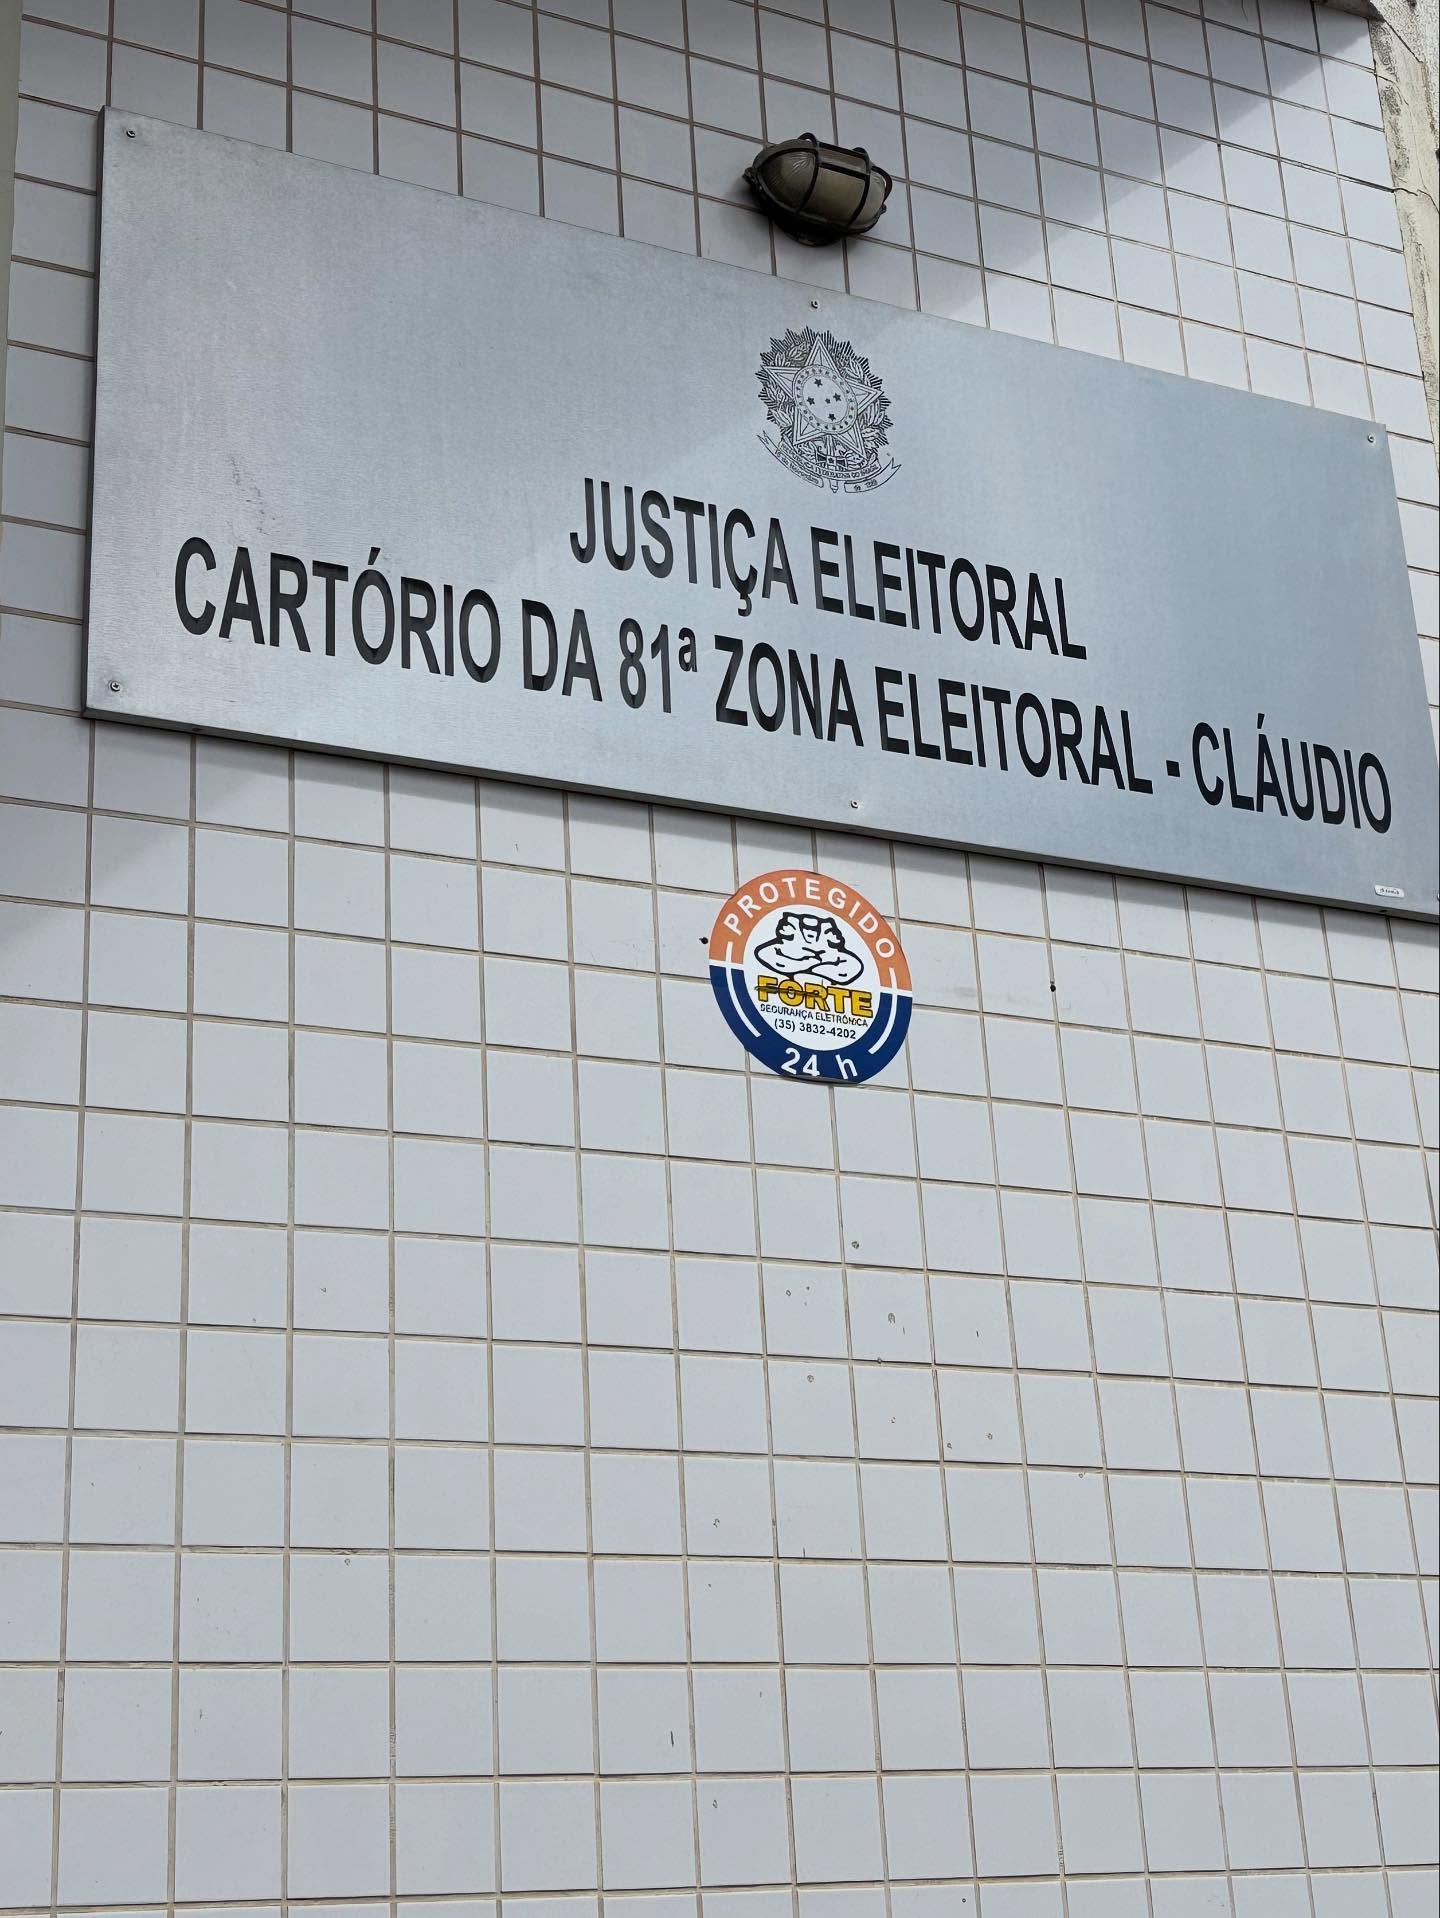 JUSTIÇA ELEITORAL
CARTÓRIO DA 81ª ZONA ELEITORAL - CLÁUDIO
PROTEGIDO
FORTE
SEGURANÇA ELETRÔNICA
(35) 3832-4202
24 h